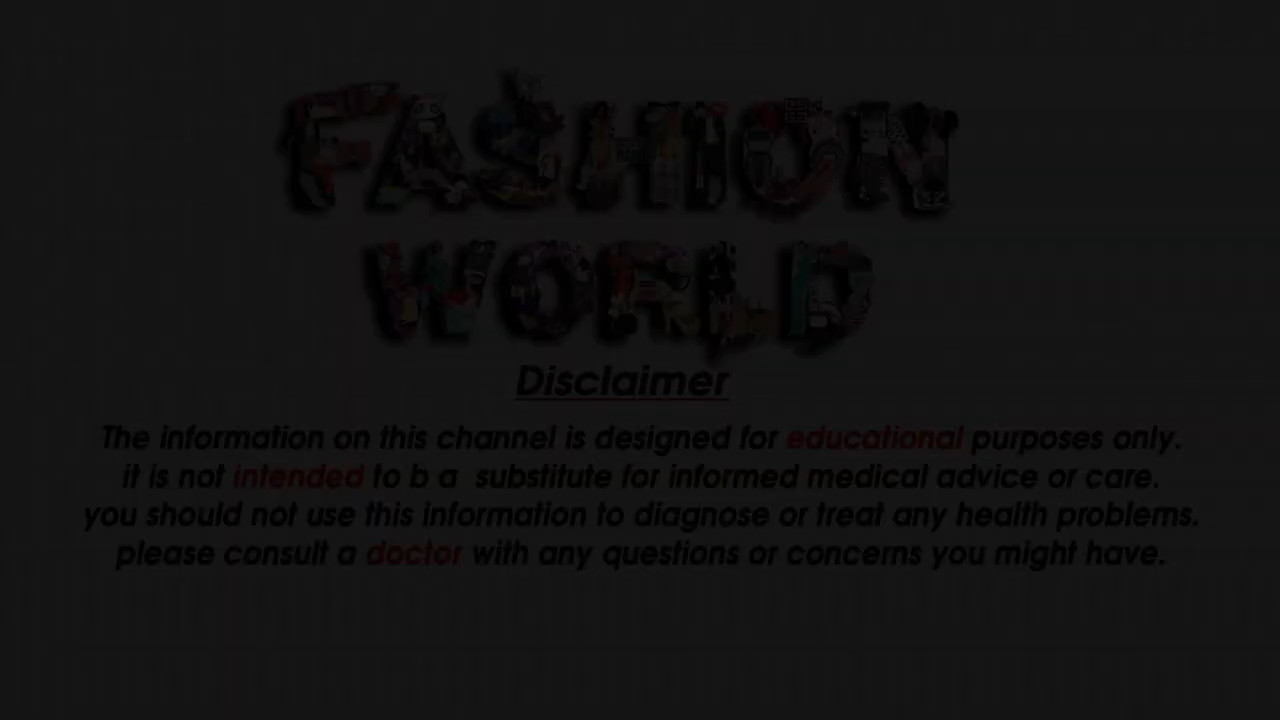 FASHION
WORLD
Disclaimer
The information on this channel is designed for educational purposes only.
it is not intended to b a  substitute for informed medical advice or care.
you should not use this information to diagnose or treat any health problems.
please consult a doctor with any questions or concerns you might have.